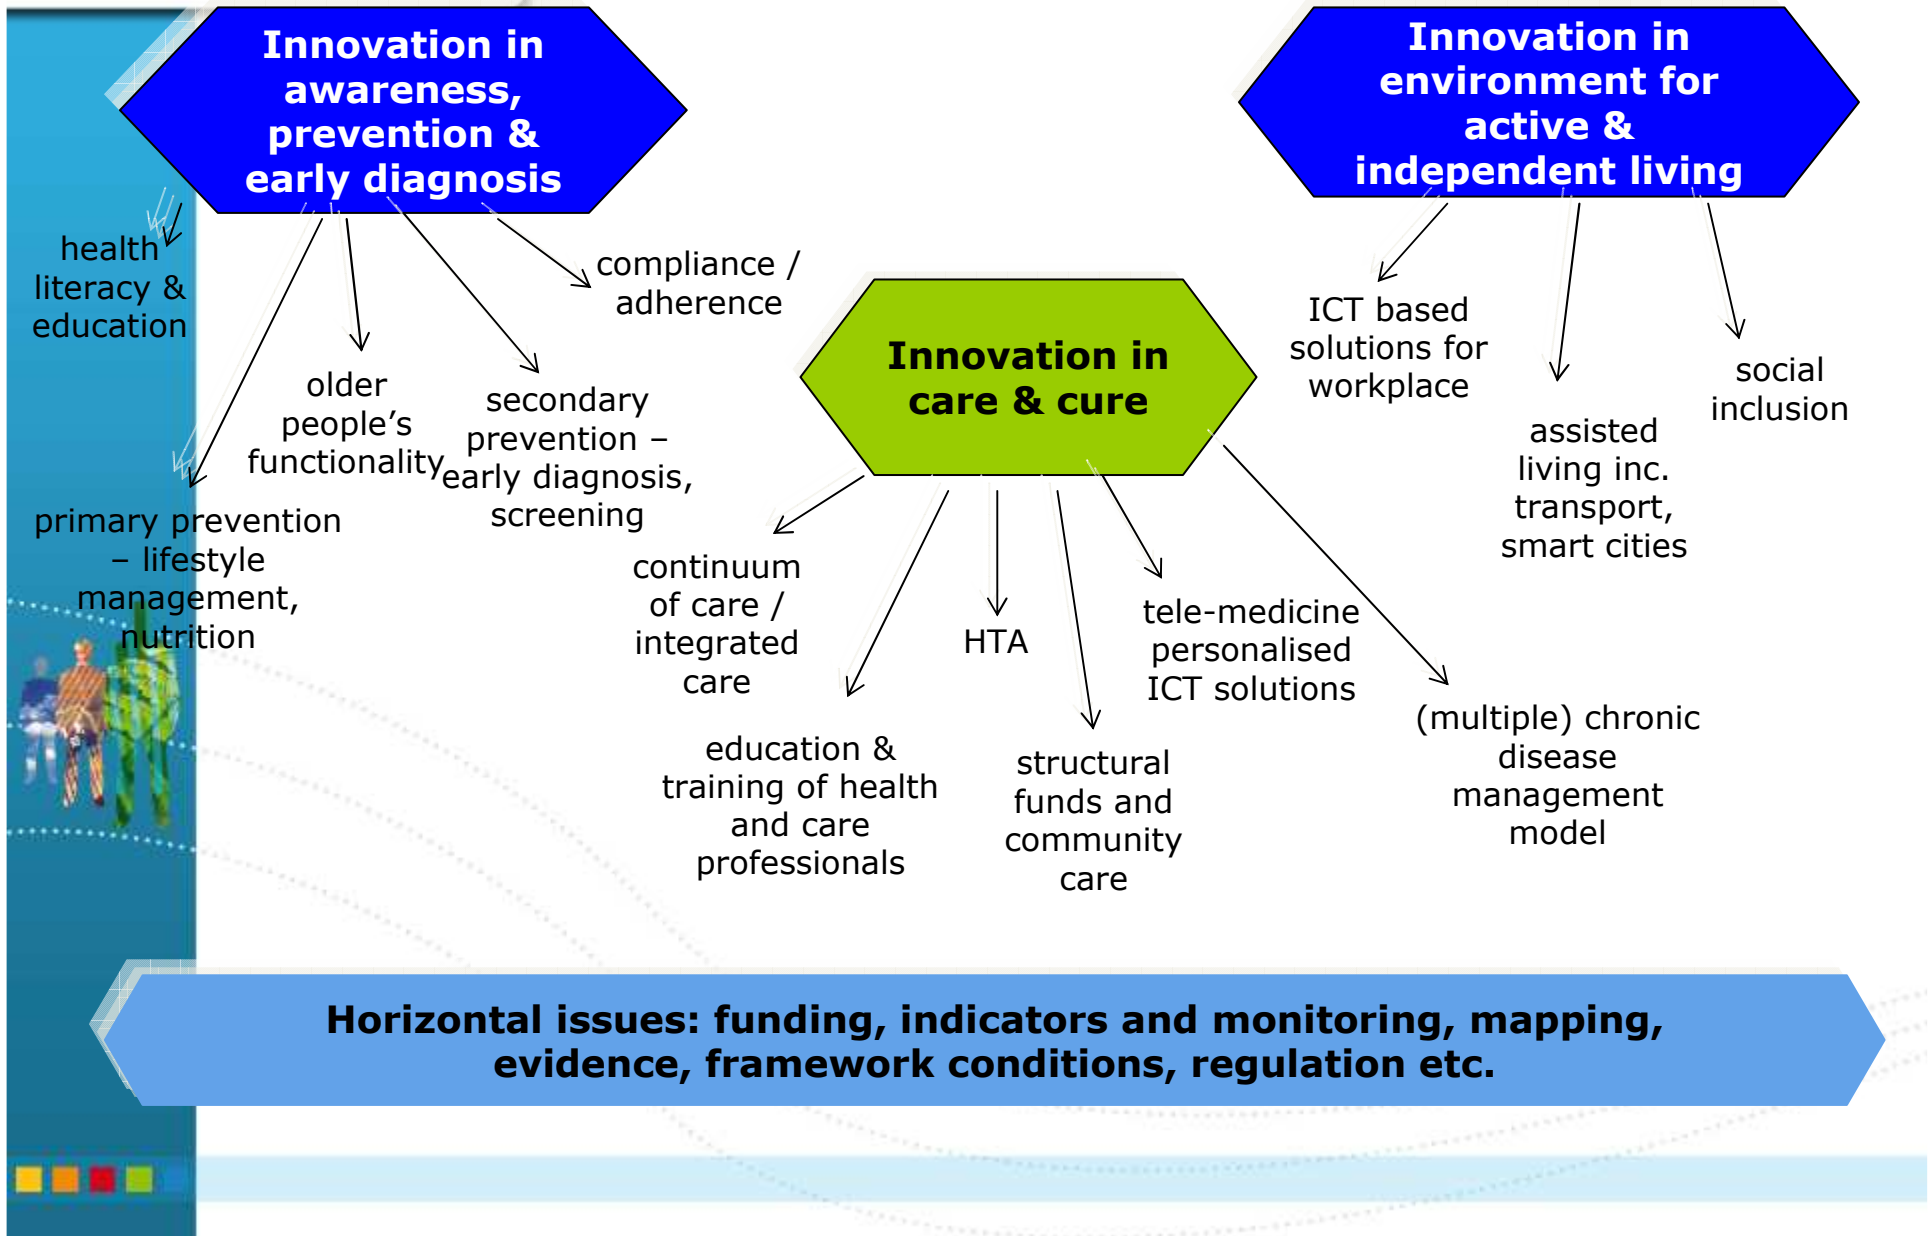 Innovation in
awareness,
prevention &
early diagnosis
Innovation in
environment for
active &
independent living
health
literacy &
education
compliance /
adherence
older
people’s
functionality
secondary
prevention –
early diagnosis,
screening
primary prevention
– lifestyle
management,
nutrition
Innovation in
care & cure
ICT based
solutions for
workplace
assisted
living inc.
transport,
smart cities
social
inclusion
continuum
of care /
integrated
care
education &
training of health
and care
professionals
HTA
structural
funds and
community
care
tele-medicine
personalised
ICT solutions
(multiple) chronic
disease
management
model
Horizontal issues: funding, indicators and monitoring, mapping,
evidence, framework conditions, regulation etc.